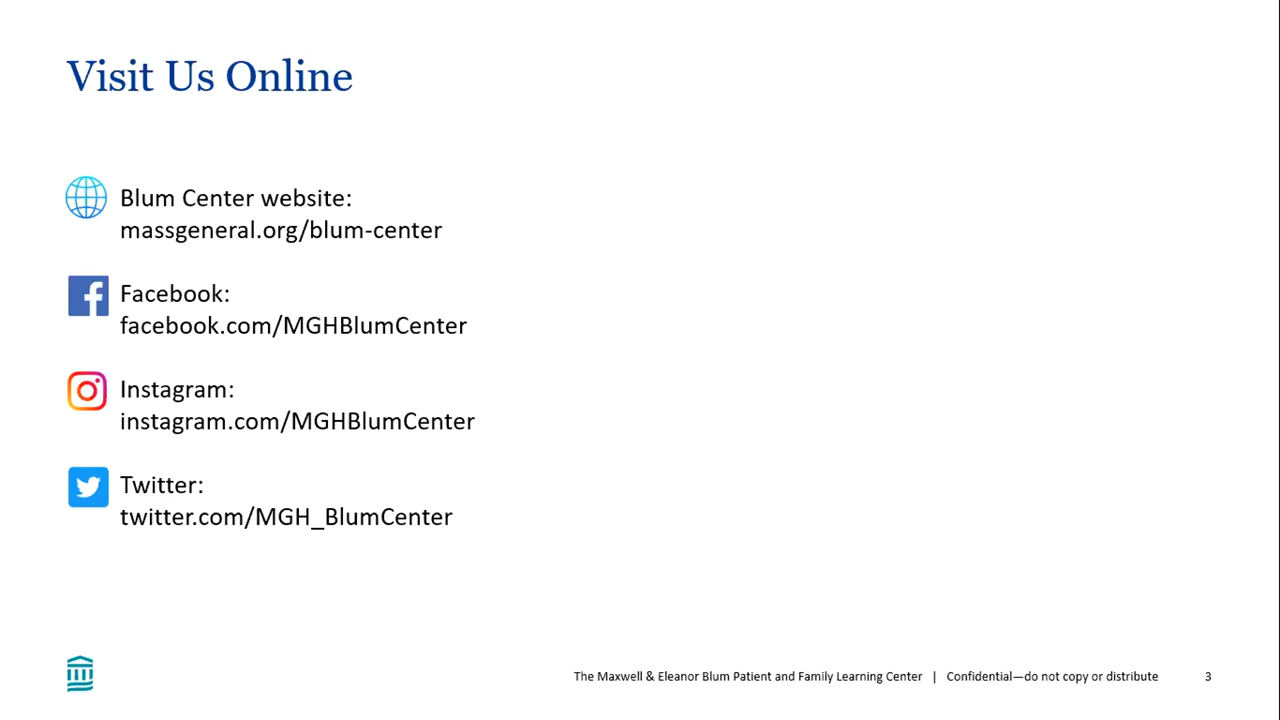 Visit Us Online
Blum Center website:
massgeneral.org/blum-center
Facebook:
facebook.com/MGHBlumCenter
Instagram:
instagram.com/MGHBlumCenter
Twitter:
twitter.com/MGH_BlumCenter
The Maxwell & Eleanor Blum Patient and Family Learning Center | Confidential—do not copy or distribute 3